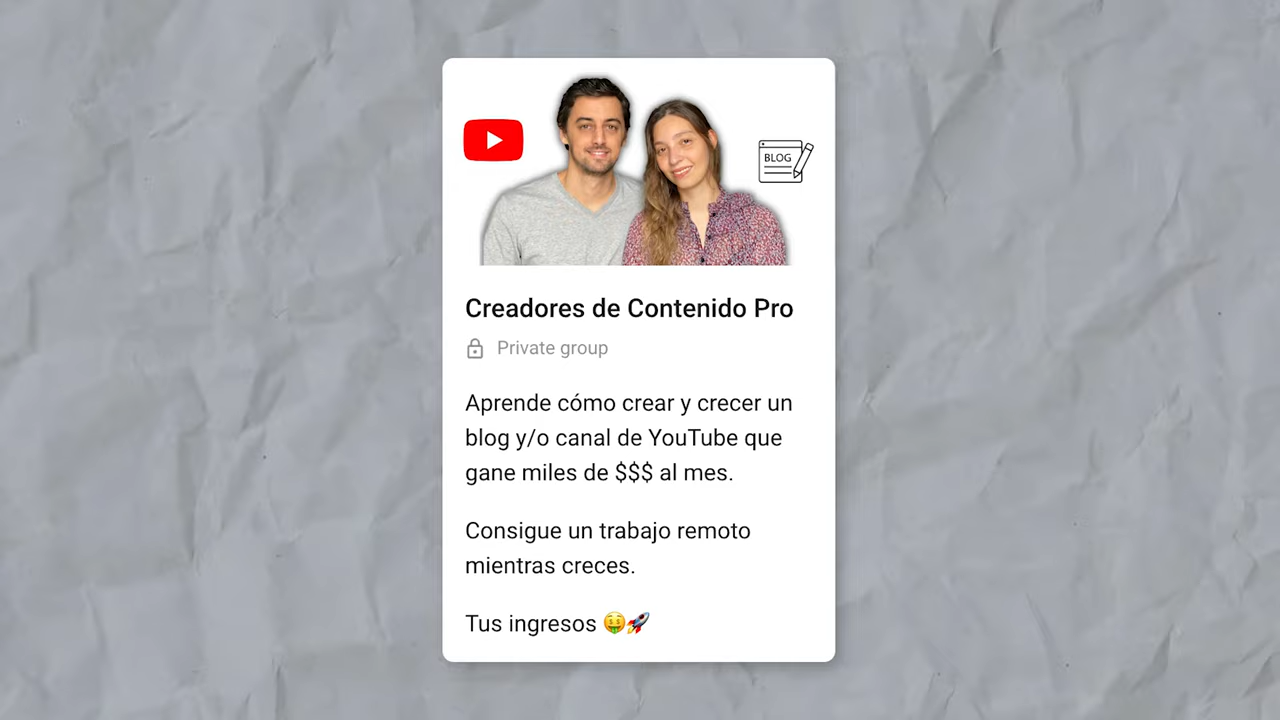 BLOG
Creadores de Contenido Pro
Private group
Aprende cómo crear y crecer un
blog y/o canal de YouTube que
gane miles de $$$ al mes.
Consigue un trabajo remoto
mientras creces.
Tus ingresos 🤑🚀